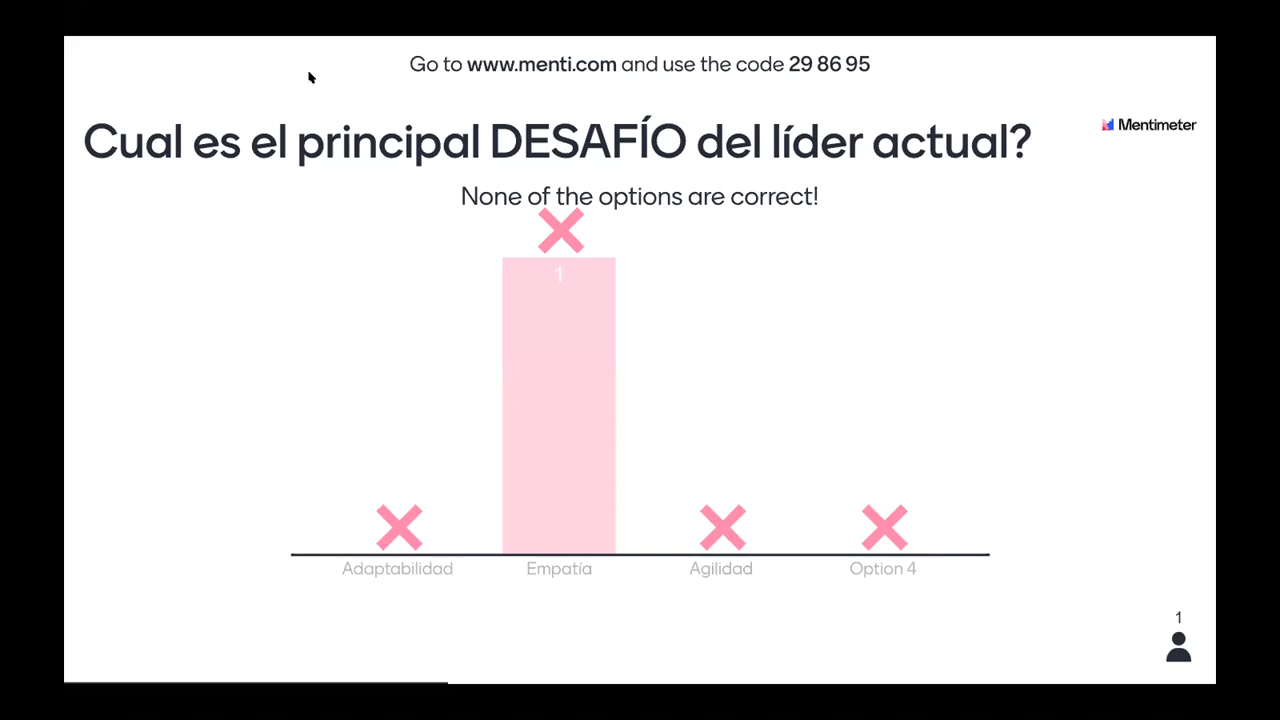 Go to www.menti.com and use the code 29 86 95
Cual es el principal DESAFÍO del líder actual?
Mentimeter
None of the options are correct!
1
Adaptabilidad
Empatía
Agilidad
Option 4
1